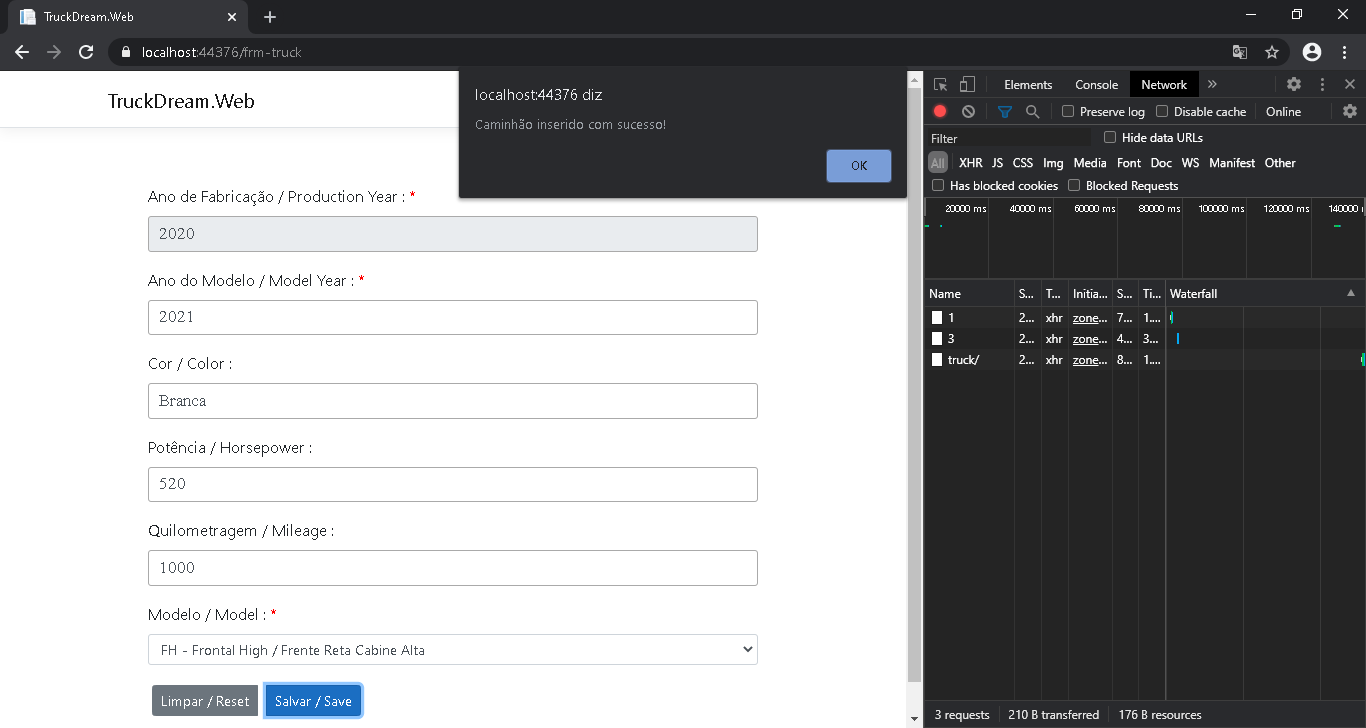 TruckDream.Web
localhost:44376/frm-truck
TruckDream.Web
localhost:44376 diz
Caminhão inserido com sucesso!
OK
Ano de Fabricação / Production Year : *
2020
Ano do Modelo / Model Year : *
2021
Cor / Color :
Branca
Potência / Horsepower :
520
Quilometragem / Mileage :
1000
Modelo / Model : *
FH - Frontal High / Frente Reta Cabine Alta
Limpar / Reset Salvar / Save
Elements Console Network »
Preserve log Disable cache Online
Filter Hide data URLs
All XHR JS CSS Img Media Font Doc WS Manifest Other
Has blocked cookies Blocked Requests
20000 ms 40000 ms 60000 ms 80000 ms 100000 ms 120000 ms 140000
Name S... T... Initia... S... Ti... Waterfall
1 2... xhr zone... 7... 1....
3 2... xhr zone... 4... 3...
truck/ 2... xhr zone... 8... 1....
3 requests 210 B transferred 176 B resources